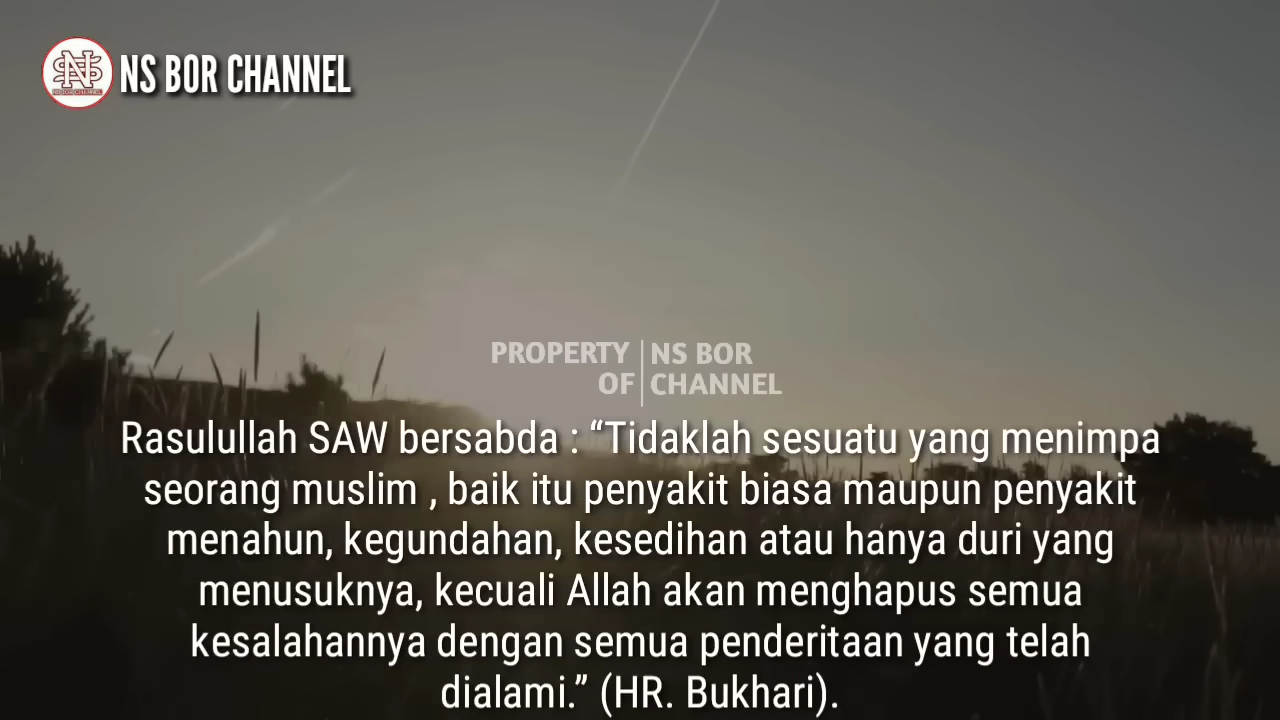 NS BOR CHANNEL
PROPERTY OF
NS BOR CHANNEL
Rasulullah SAW bersabda : “Tidaklah sesuatu yang menimpa
seorang muslim , baik itu penyakit biasa maupun penyakit
menahun, kegundahan, kesedihan atau hanya duri yang
menusuknya, kecuali Allah akan menghapus semua
kesalahannya dengan semua penderitaan yang telah
dialami.” (HR. Bukhari).